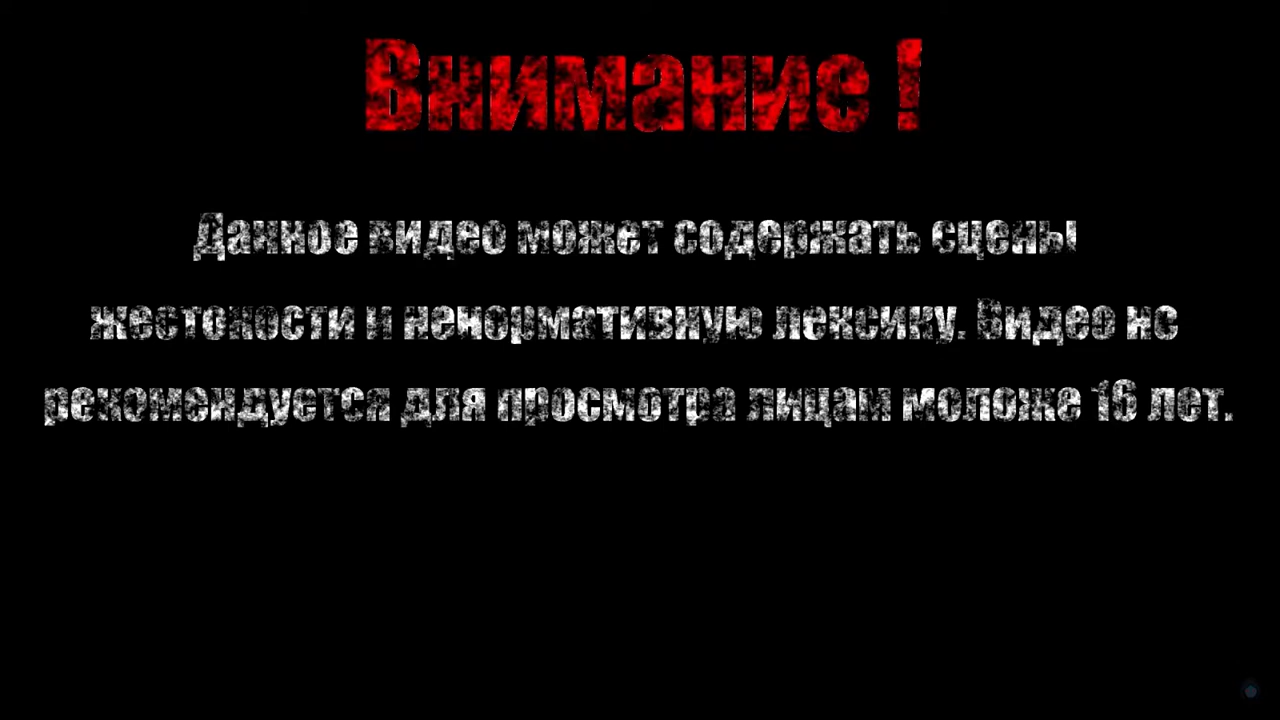 Внимание !
Данное видео может содержать сцены
жестокости и ненормативную лексику. Видео не
рекомендуется для просмотра лицам моложе 16 лет.